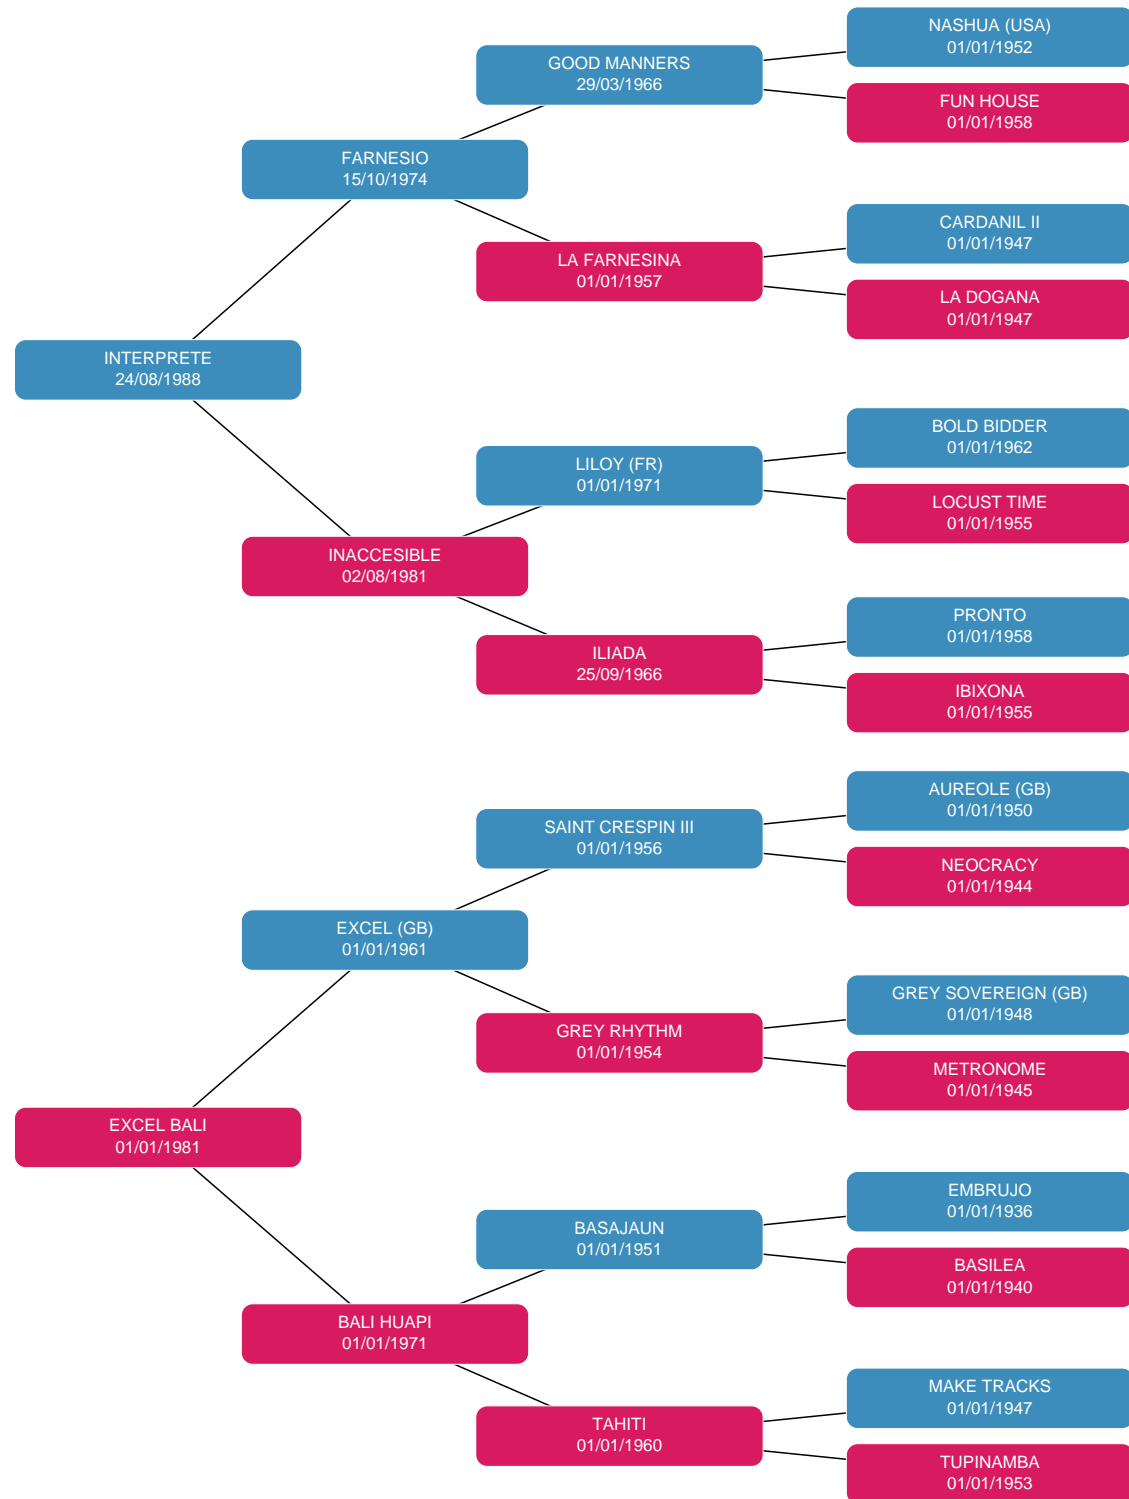 NASHUA (USA)
01/01/1952
GOOD MANNERS
29/03/1966
FUN HOUSE
01/01/1958
FARNESIO
15/10/1974
CARDANIL II
01/01/1947
LA FARNESINA
01/01/1957
LA DOGANA
01/01/1947
INTERPRETE
24/08/1988
BOLD BIDDER
01/01/1962
LILOY (FR)
01/01/1971
LOCUST TIME
01/01/1955
INACCESIBLE
02/08/1981
PRONTO
01/01/1958
ILIADA
25/09/1966
IBIXONA
01/01/1955
AUREOLE (GB)
01/01/1950
SAINT CRESPIN III
01/01/1956
NEOCRACY
01/01/1944
EXCEL (GB)
01/01/1961
GREY SOVEREIGN (GB)
01/01/1948
GREY RHYTHM
01/01/1954
METRONOME
01/01/1945
EXCEL BALI
01/01/1981
EMBRUJO
01/01/1936
BASAJAUN
01/01/1951
BASILEA
01/01/1940
BALI HUAPI
01/01/1971
MAKE TRACKS
01/01/1947
TAHITI
01/01/1960
TUPINAMBA
01/01/1953